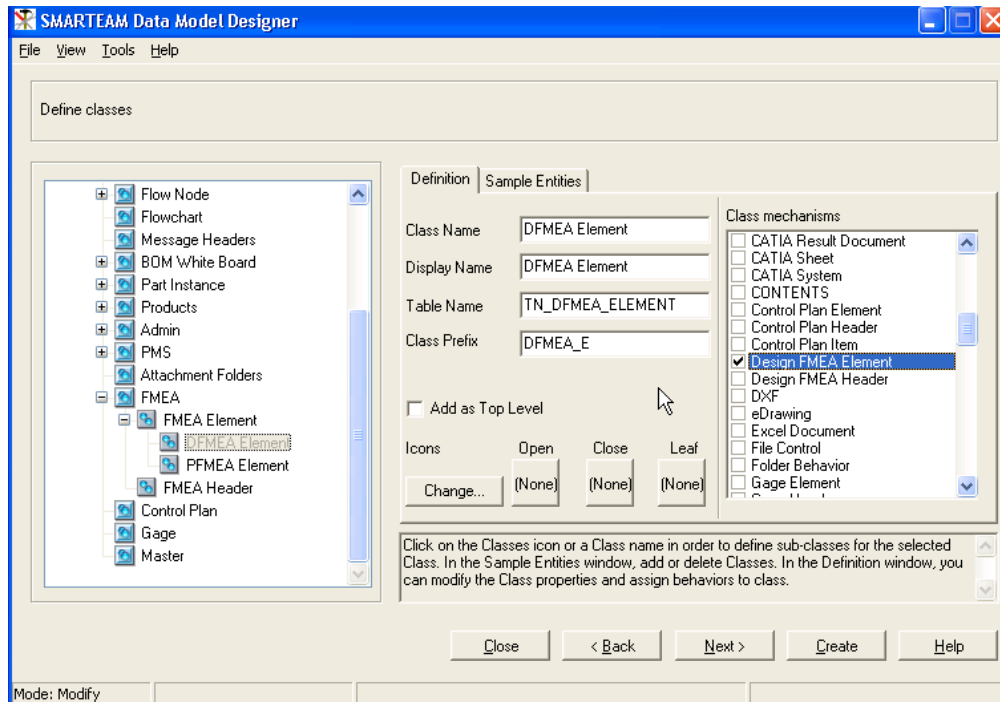 SMARTEAM Data Model Designer
File View Tools Help
Define classes
Flow Node
Flowchart
Message Headers
BOM White Board
Part Instance
Products
Admin
PMS
Attachment Folders
FMEA
FMEA Element
DFMEA Element
PFMEA Element
FMEA Header
Control Plan
Gage
Master
Definition Sample Entities
Class Name DFMEA Element
Display Name DFMEA Element
Table Name TN_DFMEA_ELEMENT
Class Prefix DFMEA_E
Add as Top Level
Icons Open Close Leaf
Change... (None) (None) (None)
Class mechanisms
CATIA Result Document
CATIA Sheet
CATIA System
CONTENTS
Control Plan Element
Control Plan Header
Control Plan Item
Design FMEA Element
Design FMEA Header
DXF
eDrawing
Excel Document
File Control
Folder Behavior
Gage Element
Click on the Classes icon or a Class name in order to define sub-classes for the selected
Class. In the Sample Entities window, add or delete Classes. In the Definition window, you
can modify the Class properties and assign behaviors to class.
Close < Back Next > Create Help
Mode: Modify